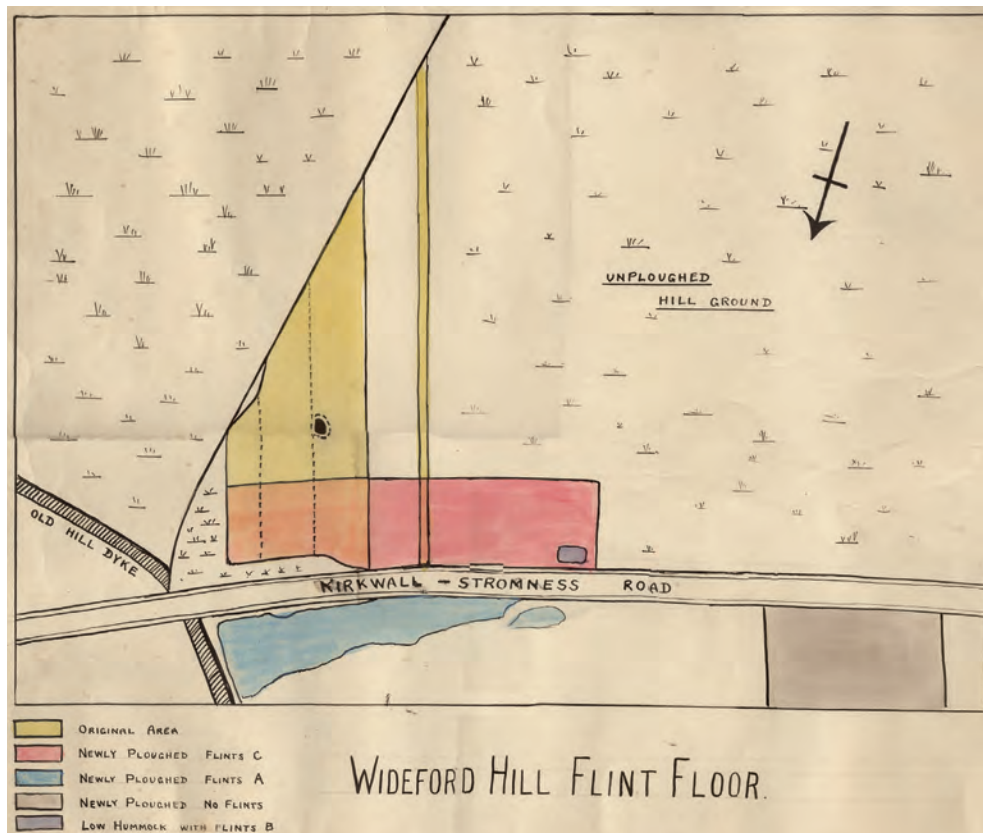 UNPLOUGHED
HILL GROUND
OLD HILL DYKE
KIRKWALL – STROMNESS ROAD
ORIGINAL AREA
NEWLY PLOUGHED FLINTS C
NEWLY PLOUGHED FLINTS A
NEWLY PLOUGHED NO FLINTS
LOW HUMMOCK WITH FLINTS B
WIDEFORD HILL FLINT FLOOR.